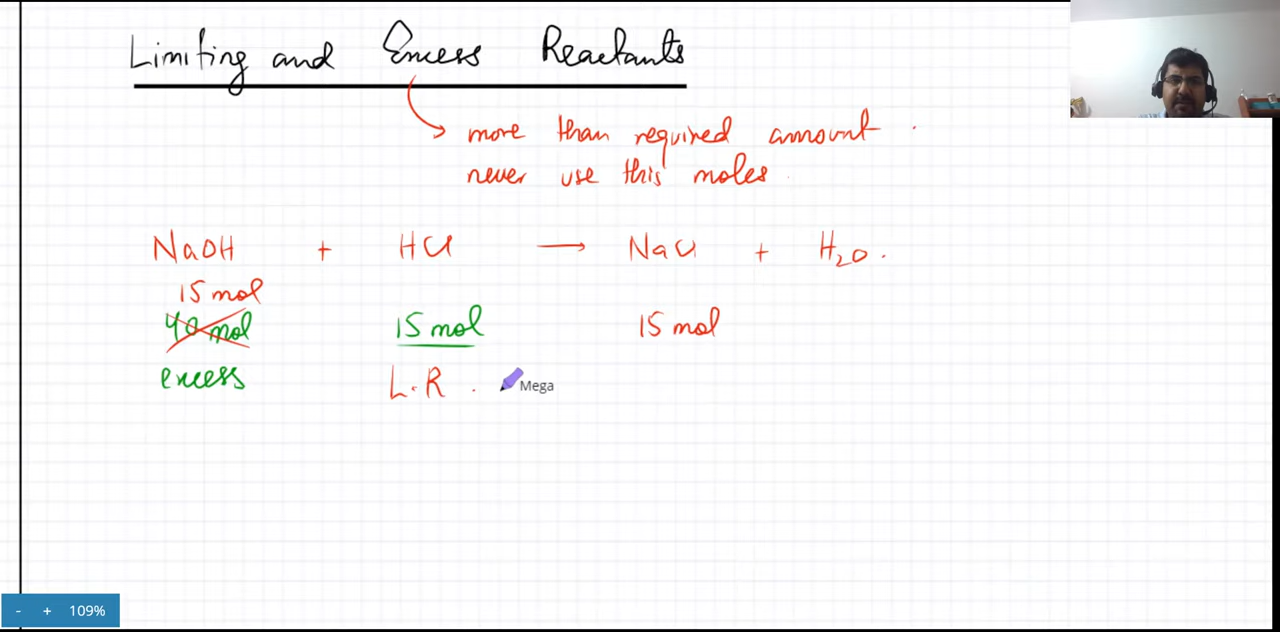 Limiting and Excess Reactants
more than required amount.
never use this moles.
NaOH + HCl → NaCl + H₂O.
15 mol
40 mol 15 mol 15 mol
excess L.R.
Mega
- + 109%